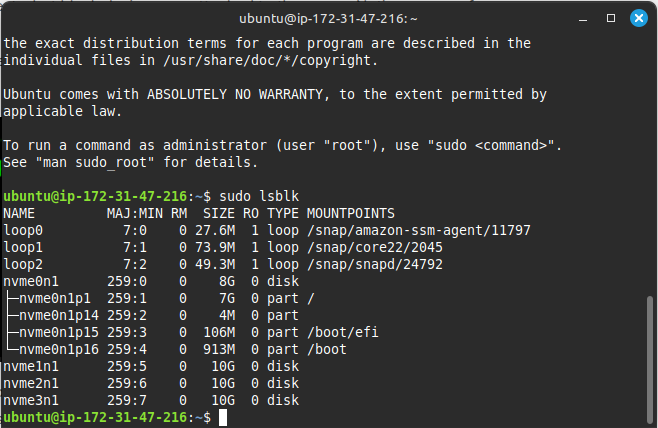 ubuntu@ip-172-31-47-216: ~
the exact distribution terms for each program are described in the
individual files in /usr/share/doc/*/copyright.
Ubuntu comes with ABSOLUTELY NO WARRANTY, to the extent permitted by
applicable law.
To run a command as administrator (user "root"), use "sudo <command>".
See "man sudo_root" for details.
ubuntu@ip-172-31-47-216:~$ sudo lsblk
NAME         MAJ:MIN RM  SIZE RO TYPE MOUNTPOINTS
loop0          7:0    0 27.6M  1 loop /snap/amazon-ssm-agent/11797
loop1          7:1    0 73.9M  1 loop /snap/core22/2045
loop2          7:2    0 49.3M  1 loop /snap/snapd/24792
nvme0n1      259:0    0    8G  0 disk
├─nvme0n1p1  259:1    0    7G  0 part /
├─nvme0n1p14 259:2    0    4M  0 part
├─nvme0n1p15 259:3    0  106M  0 part /boot/efi
└─nvme0n1p16 259:4    0  913M  0 part /boot
nvme1n1      259:5    0   10G  0 disk
nvme2n1      259:6    0   10G  0 disk
nvme3n1      259:7    0   10G  0 disk
ubuntu@ip-172-31-47-216:~$